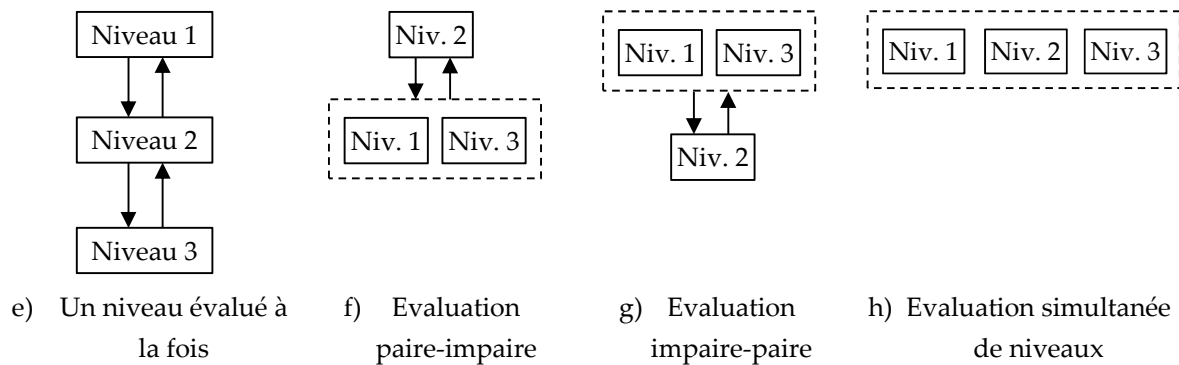 Niveau 1
Niveau 2
Niveau 3
e) Un niveau évalué à
la fois
Niv. 2
Niv. 1 Niv. 3
f) Evaluation
paire-impaire
Niv. 1 Niv. 3
Niv. 2
g) Evaluation
impaire-paire
Niv. 1 Niv. 2 Niv. 3
h) Evaluation simultanée
de niveaux